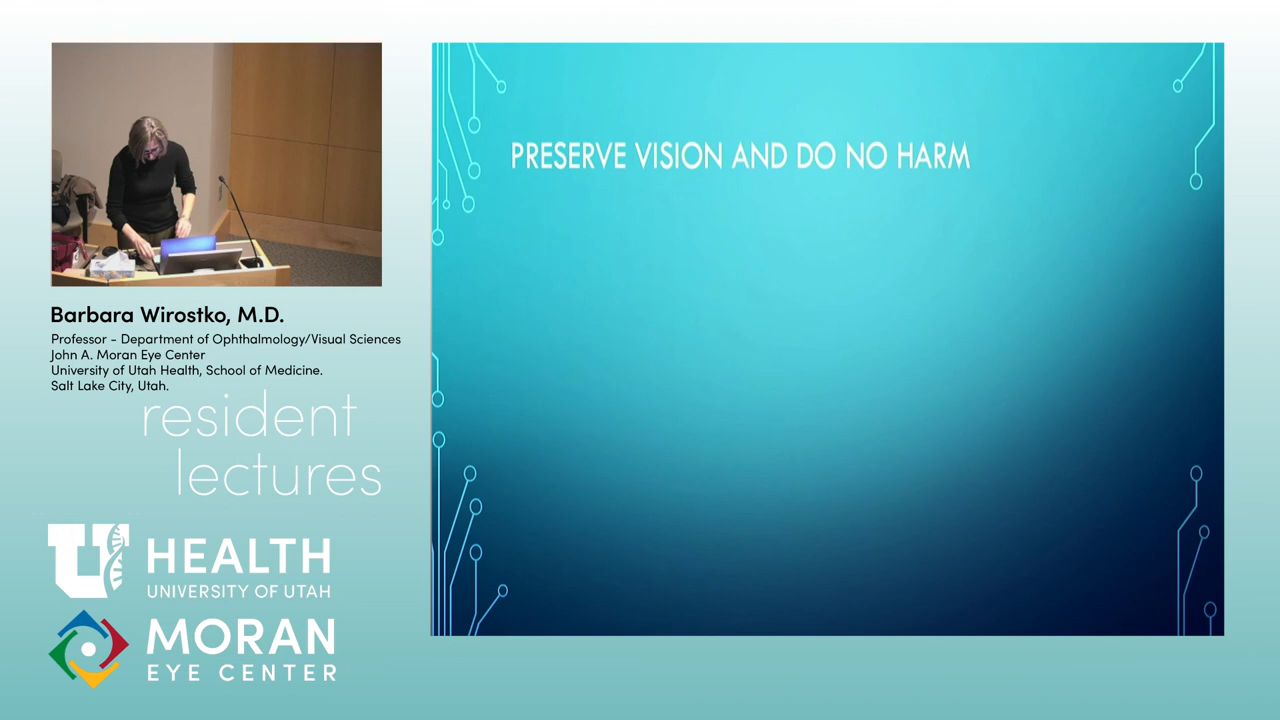 PRESERVE VISION AND DO NO HARM
Barbara Wirostko, M.D.
Professor - Department of Ophthalmology/Visual Sciences
John A. Moran Eye Center
University of Utah Health, School of Medicine.
Salt Lake City, Utah.
resident
lectures
U
HEALTH
UNIVERSITY OF UTAH
MORAN
EYE CENTER